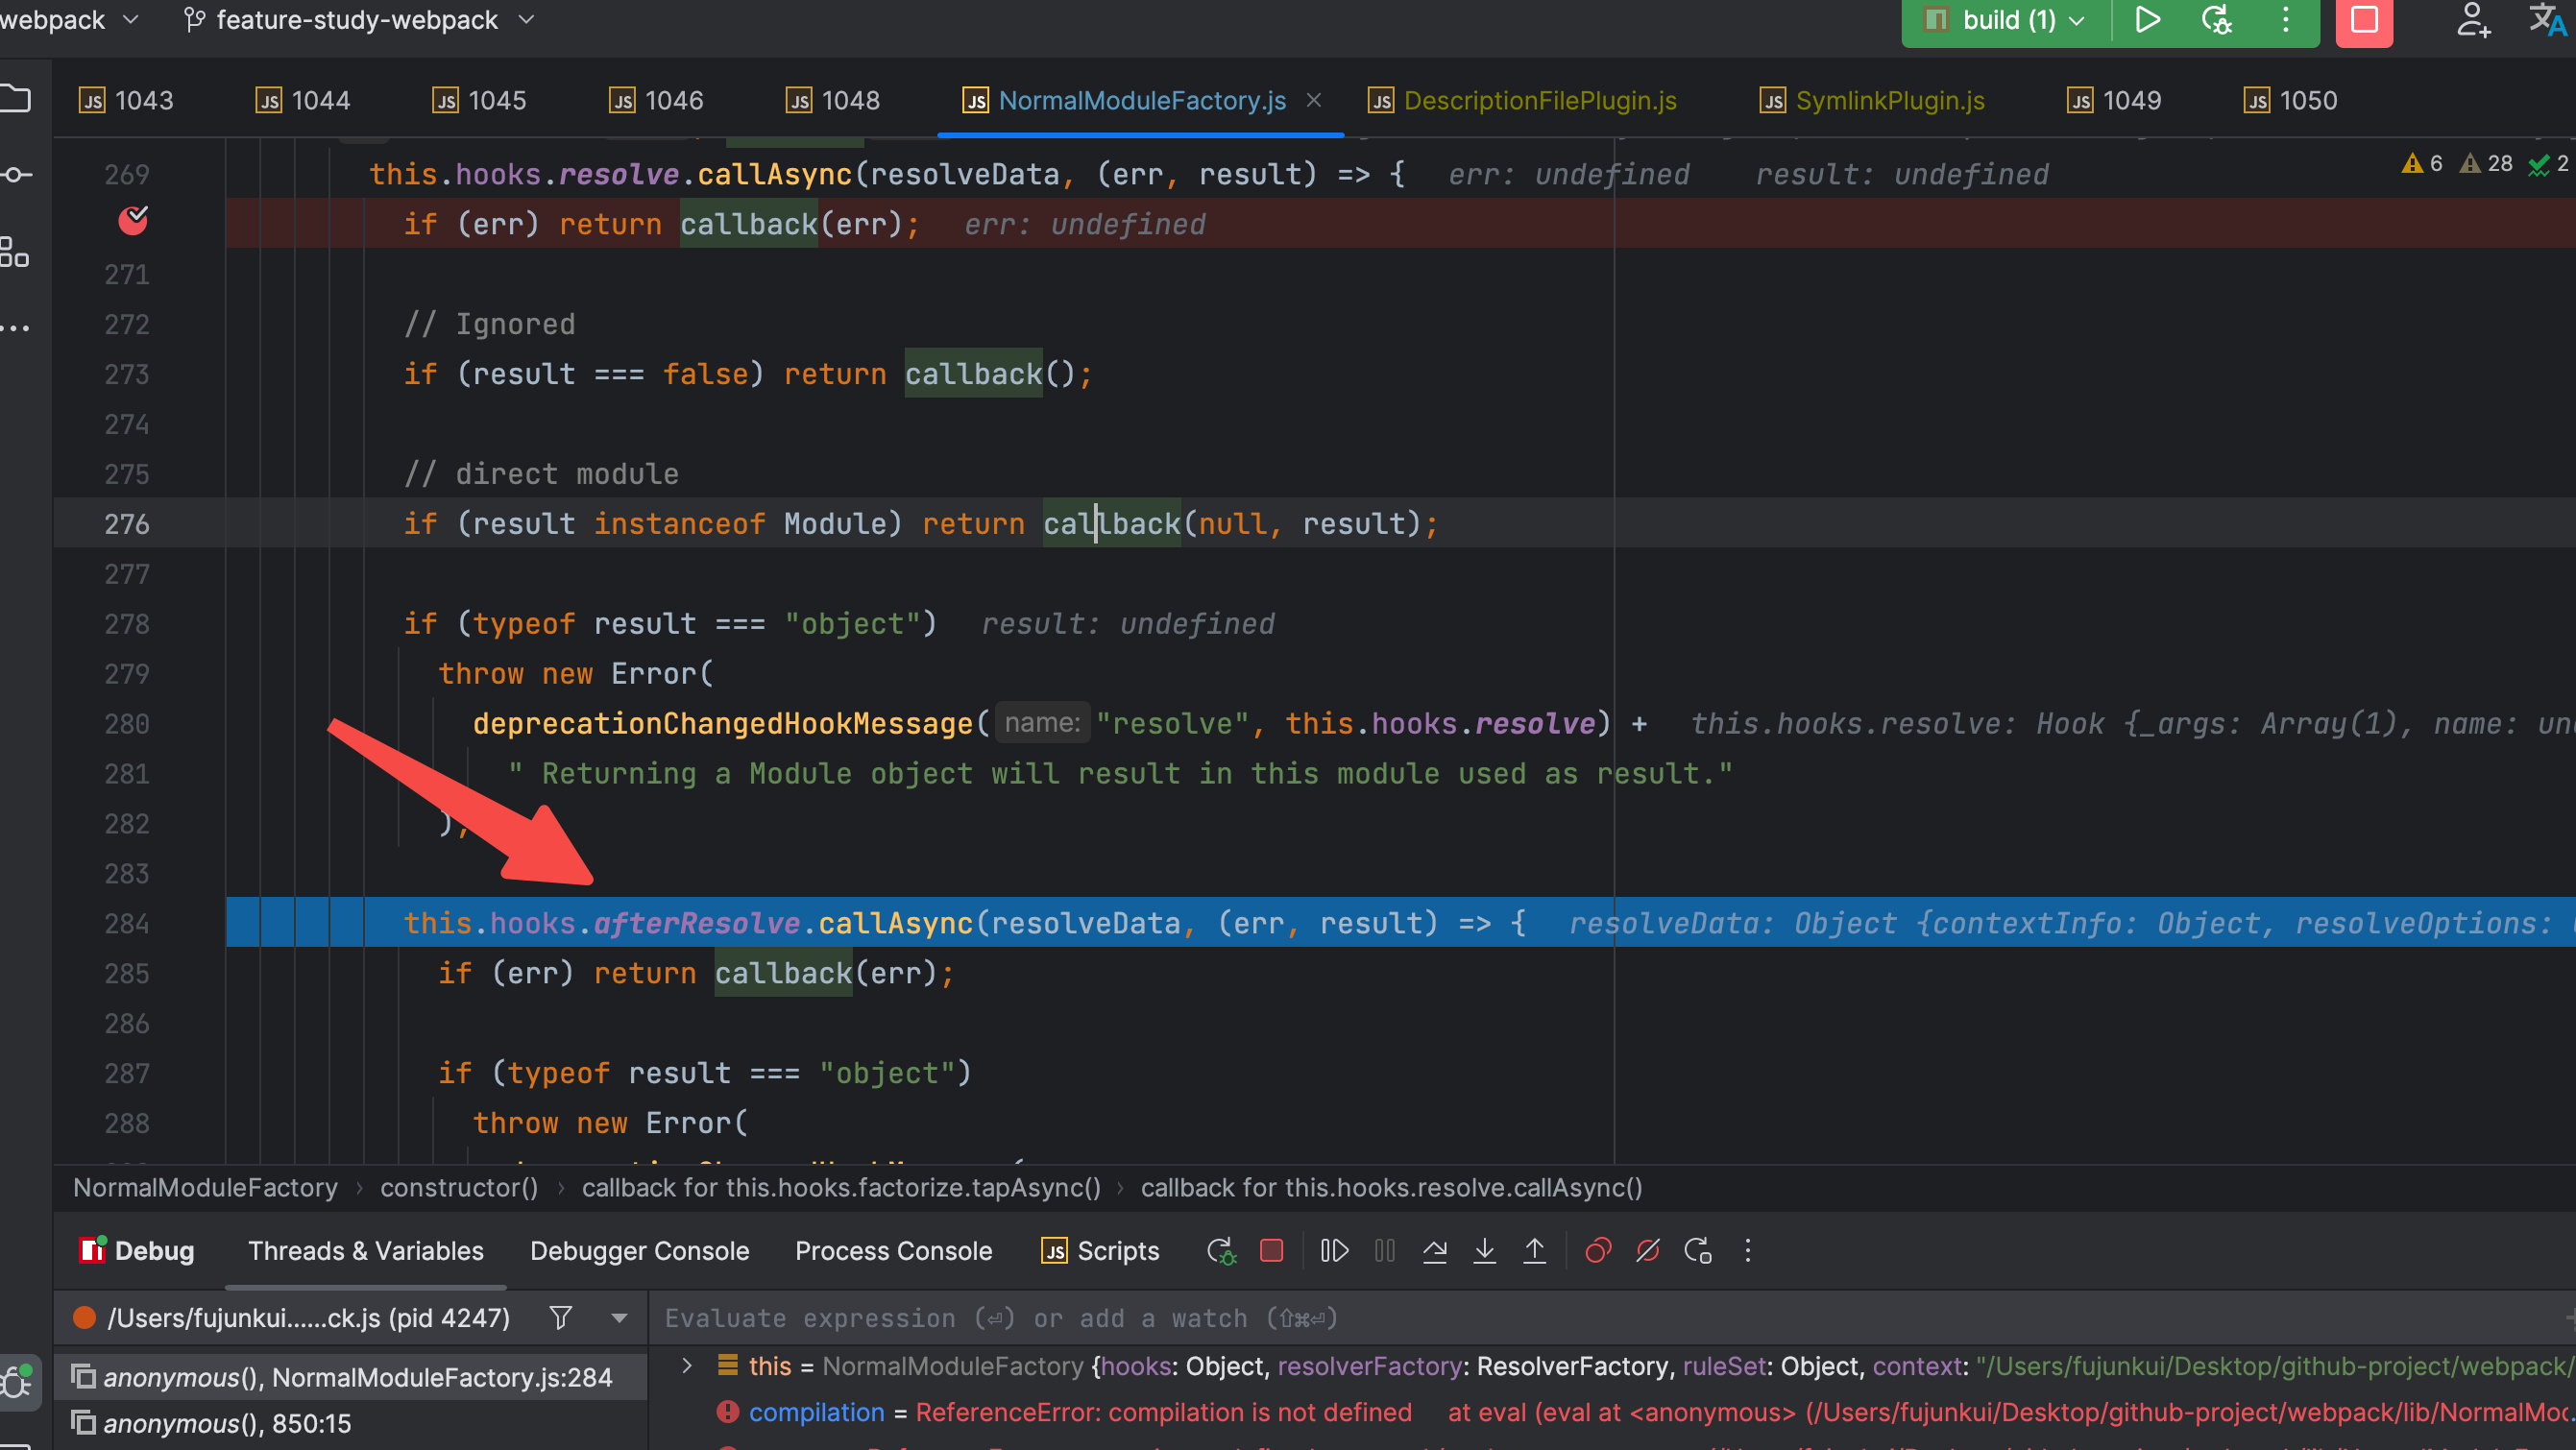 webpack feature-study-webpack build (1)
1043 1044 1045 1046 1048 NormalModuleFactory.js DescriptionFilePlugin.js SymlinkPlugin.js 1049 1050
269 this.hooks.resolve.callAsync(resolveData, (err, result) => { err: undefined result: undefined 6 28 2
if (err) return callback(err); err: undefined
271
272 // Ignored
273 if (result === false) return callback();
274
275 // direct module
276 if (result instanceof Module) return callback(null, result);
277
278 if (typeof result === "object") result: undefined
279 throw new Error(
280 deprecationChangedHookMessage( name: "resolve", this.hooks.resolve) + this.hooks.resolve: Hook {_args: Array(1), name: und
281 " Returning a Module object will result in this module used as result."
282 );
283
284 this.hooks.afterResolve.callAsync(resolveData, (err, result) => { resolveData: Object {contextInfo: Object, resolveOptions:
285 if (err) return callback(err);
286
287 if (typeof result === "object")
288 throw new Error(
NormalModuleFactory › constructor() › callback for this.hooks.factorize.tapAsync() › callback for this.hooks.resolve.callAsync()
Debug Threads & Variables Debugger Console Process Console Scripts
/Users/fujunkui......ck.js (pid 4247) Evaluate expression (⏎) or add a watch (⇧⌘⏎)
anonymous(), NormalModuleFactory.js:284 this = NormalModuleFactory {hooks: Object, resolverFactory: ResolverFactory, ruleSet: Object, context: "/Users/fujunkui/Desktop/github-project/webpack/
anonymous(), 850:15 compilation = ReferenceError: compilation is not defined at eval (eval at <anonymous> (/Users/fujunkui/Desktop/github-project/webpack/lib/NormalMod...